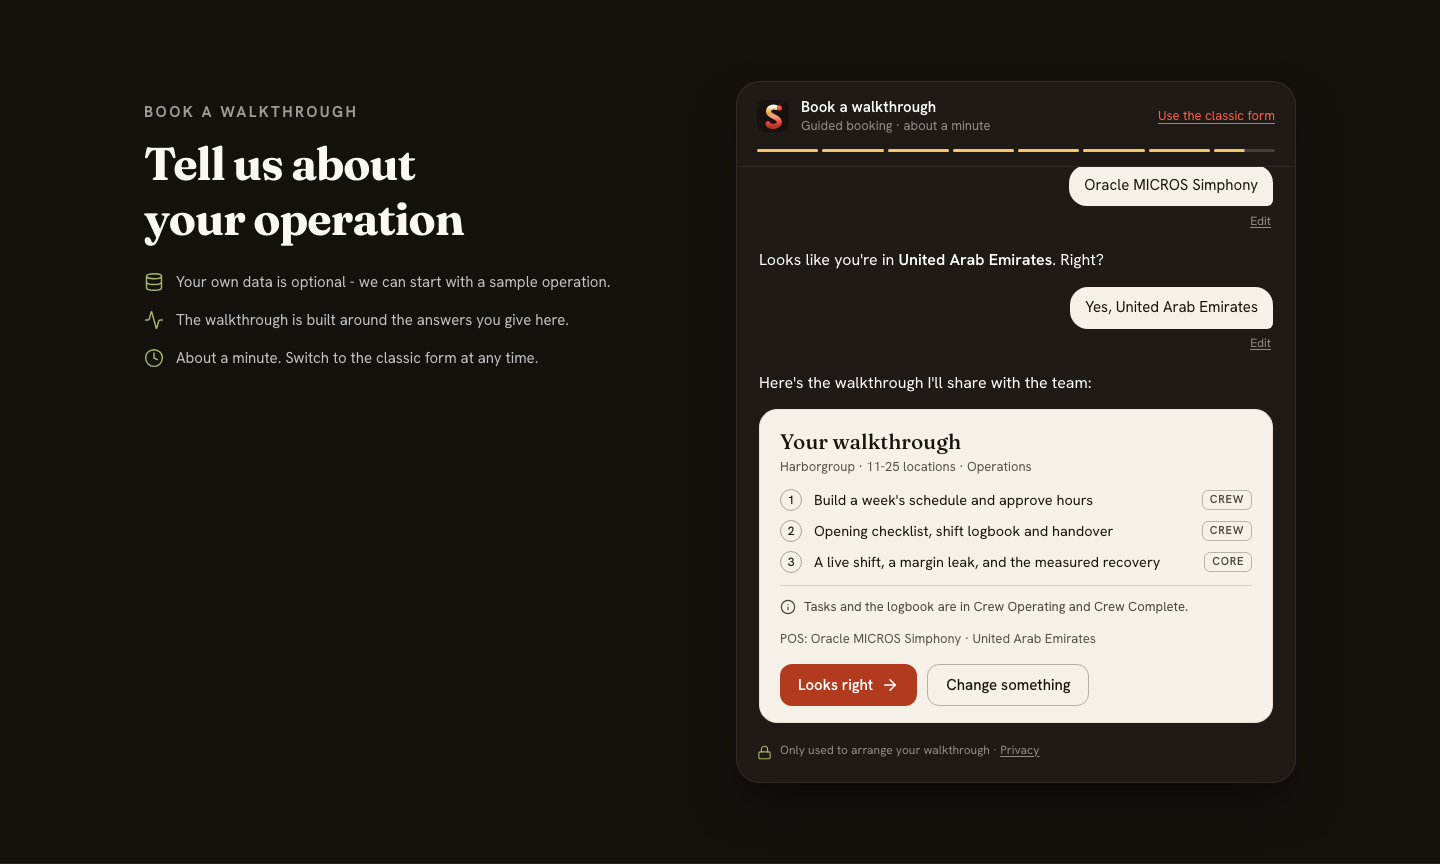 BOOK A WALKTHROUGH
Tell us about
your operation
Your own data is optional - we can start with a sample operation.
The walkthrough is built around the answers you give here.
About a minute. Switch to the classic form at any time.
Book a walkthrough
Guided booking · about a minute
Use the classic form
Oracle MICROS Simphony
Edit
Looks like you're in United Arab Emirates. Right?
Yes, United Arab Emirates
Edit
Here's the walkthrough I'll share with the team:
Your walkthrough
Harborgroup · 11-25 locations · Operations
1 Build a week's schedule and approve hours CREW
2 Opening checklist, shift logbook and handover CREW
3 A live shift, a margin leak, and the measured recovery CORE
Tasks and the logbook are in Crew Operating and Crew Complete.
POS: Oracle MICROS Simphony · United Arab Emirates
Looks right
Change something
Only used to arrange your walkthrough · Privacy